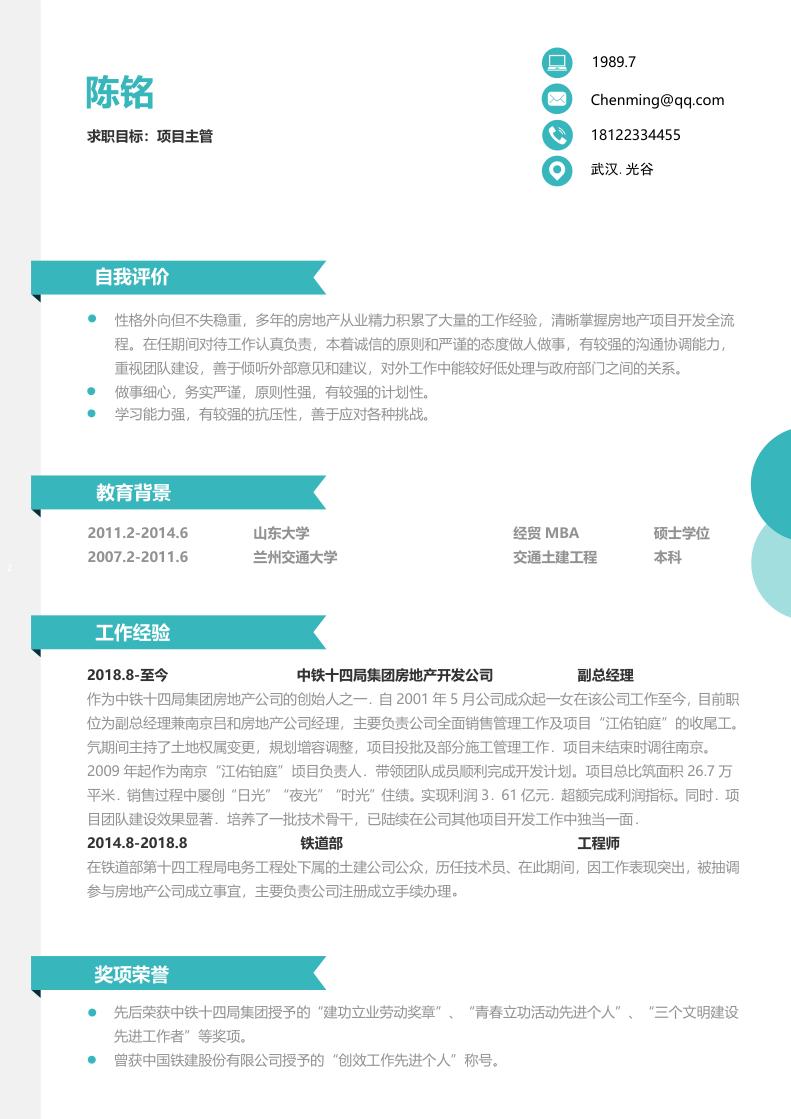 陈铭
求职目标：项目主管
1989.7
Chenming@qq.com
18122334455
武汉.光谷
自我评价
性格外向但不失稳重，多年的房地产从业精力积累了大量的工作经验，清晰掌握房地产项目开发全流
程。在任期间对待工作认真负责，本着诚信的原则和严谨的态度做人做事，有较强的沟通协调能力，
重视团队建设，善于倾听外部意见和建议，对外工作中能较好低处理与政府部门之间的关系。
做事细心，务实严谨，原则性强，有较强的计划性。
学习能力强，有较强的抗压性，善于应对各种挑战。
教育背景
2011.2-2014.6 山东大学 经贸 MBA 硕士学位
2007.2-2011.6 兰州交通大学 交通土建工程 本科
2
工作经验
2018.8-至今 中铁十四局集团房地产开发公司 副总经理
作为中铁十四局集团房地产公司的创始人之一．自 2001 年 5 月公司成众起一女在该公司工作至今，目前职
位为副总经理兼南京吕和房地产公司经理，主要负责公司全面销售管理工作及项目“江佑铂庭”的收尾工。
氕期间主持了土地权属变更，规划增容调整，项目投批及部分施工管理工作．项目未结束时调往南京。
2009 年起作为南京“江佑铂庭”顷目负责人．带领团队成员顺利完成开发计划。项目总比筑面积 26.7 万
平米．销售过程中屡创“日光”“夜光”“时光”住绩。实现利润 3．61 亿元．超额完成利润指标。同时．项
目团队建设效果显著．培养了一批技术骨干，已陆续在公司其他项目开发工作中独当一面．
2014.8-2018.8 铁道部 工程师
在铁道部第十四工程局电务工程处下属的土建公司公众，历任技术员、在此期间，因工作表现突出，被抽调
参与房地产公司成立事宜，主要负责公司注册成立手续办理。
奖项荣誉
先后荣获中铁十四局集团授予的“建功立业劳动奖章”、“青春立功活动先进个人”、“三个文明建设
先进工作者”等奖项。
曾获中国铁建股份有限公司授予的“创效工作先进个人”称号。